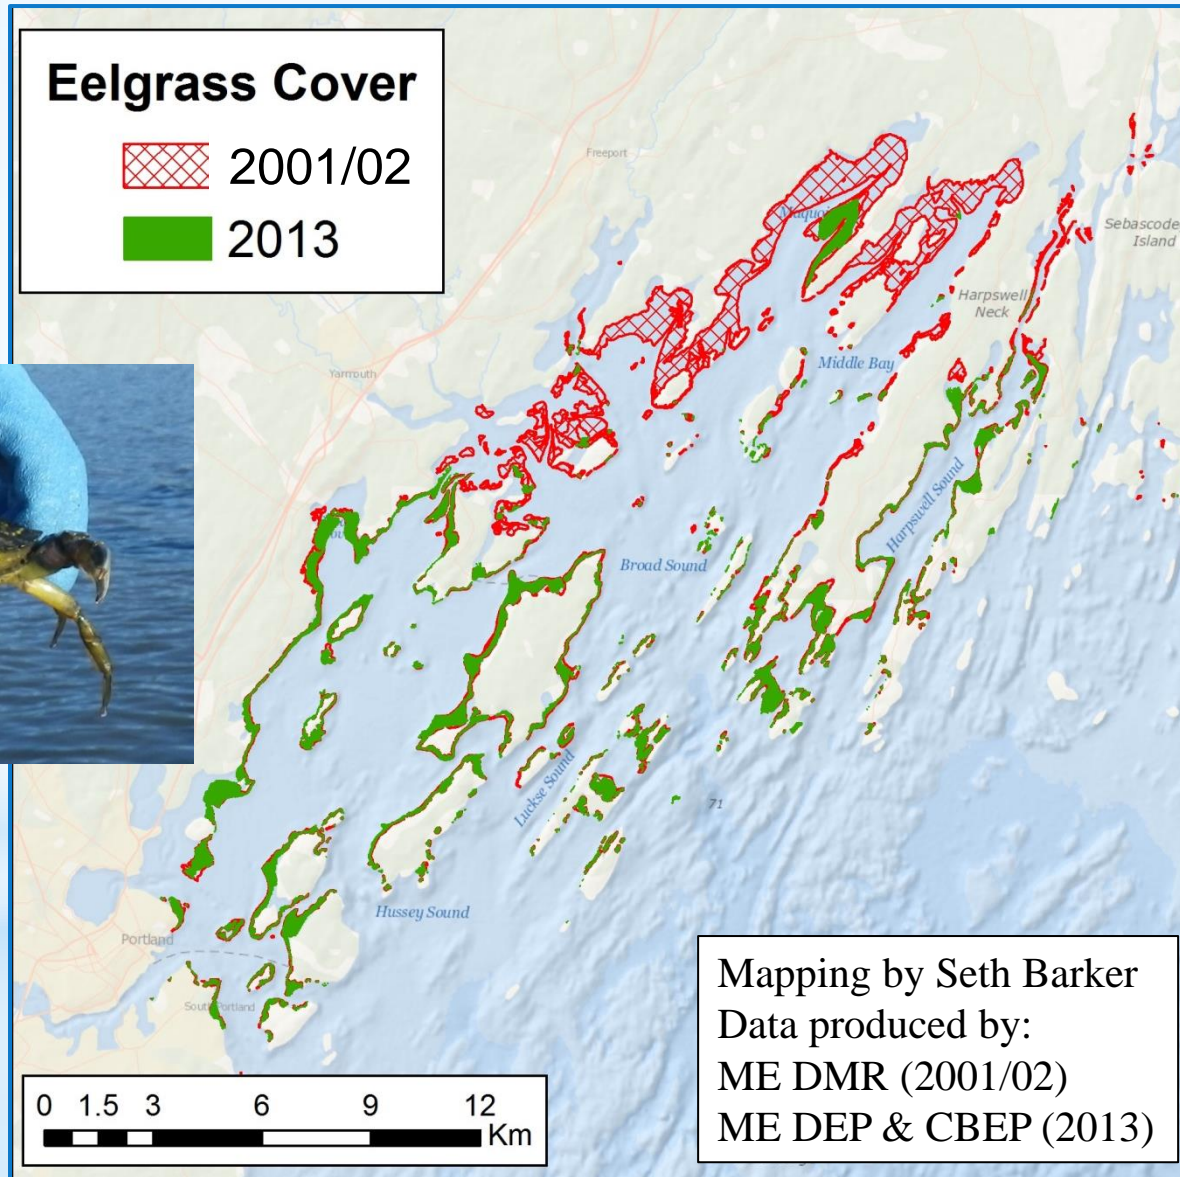 Eelgrass Cover
2001/02
2013
Freeport
Sebascode
Island
Harpswell
Neck
Yarmouth
Middle Bay
Harpswell Sound
Broad Sound
Luckse Sound
71
Hussey Sound
Portland
South Portland
Mapping by Seth Barker
Data produced by:
ME DMR (2001/02)
ME DEP & CBEP (2013)
0 1.5 3 6 9 12
Km